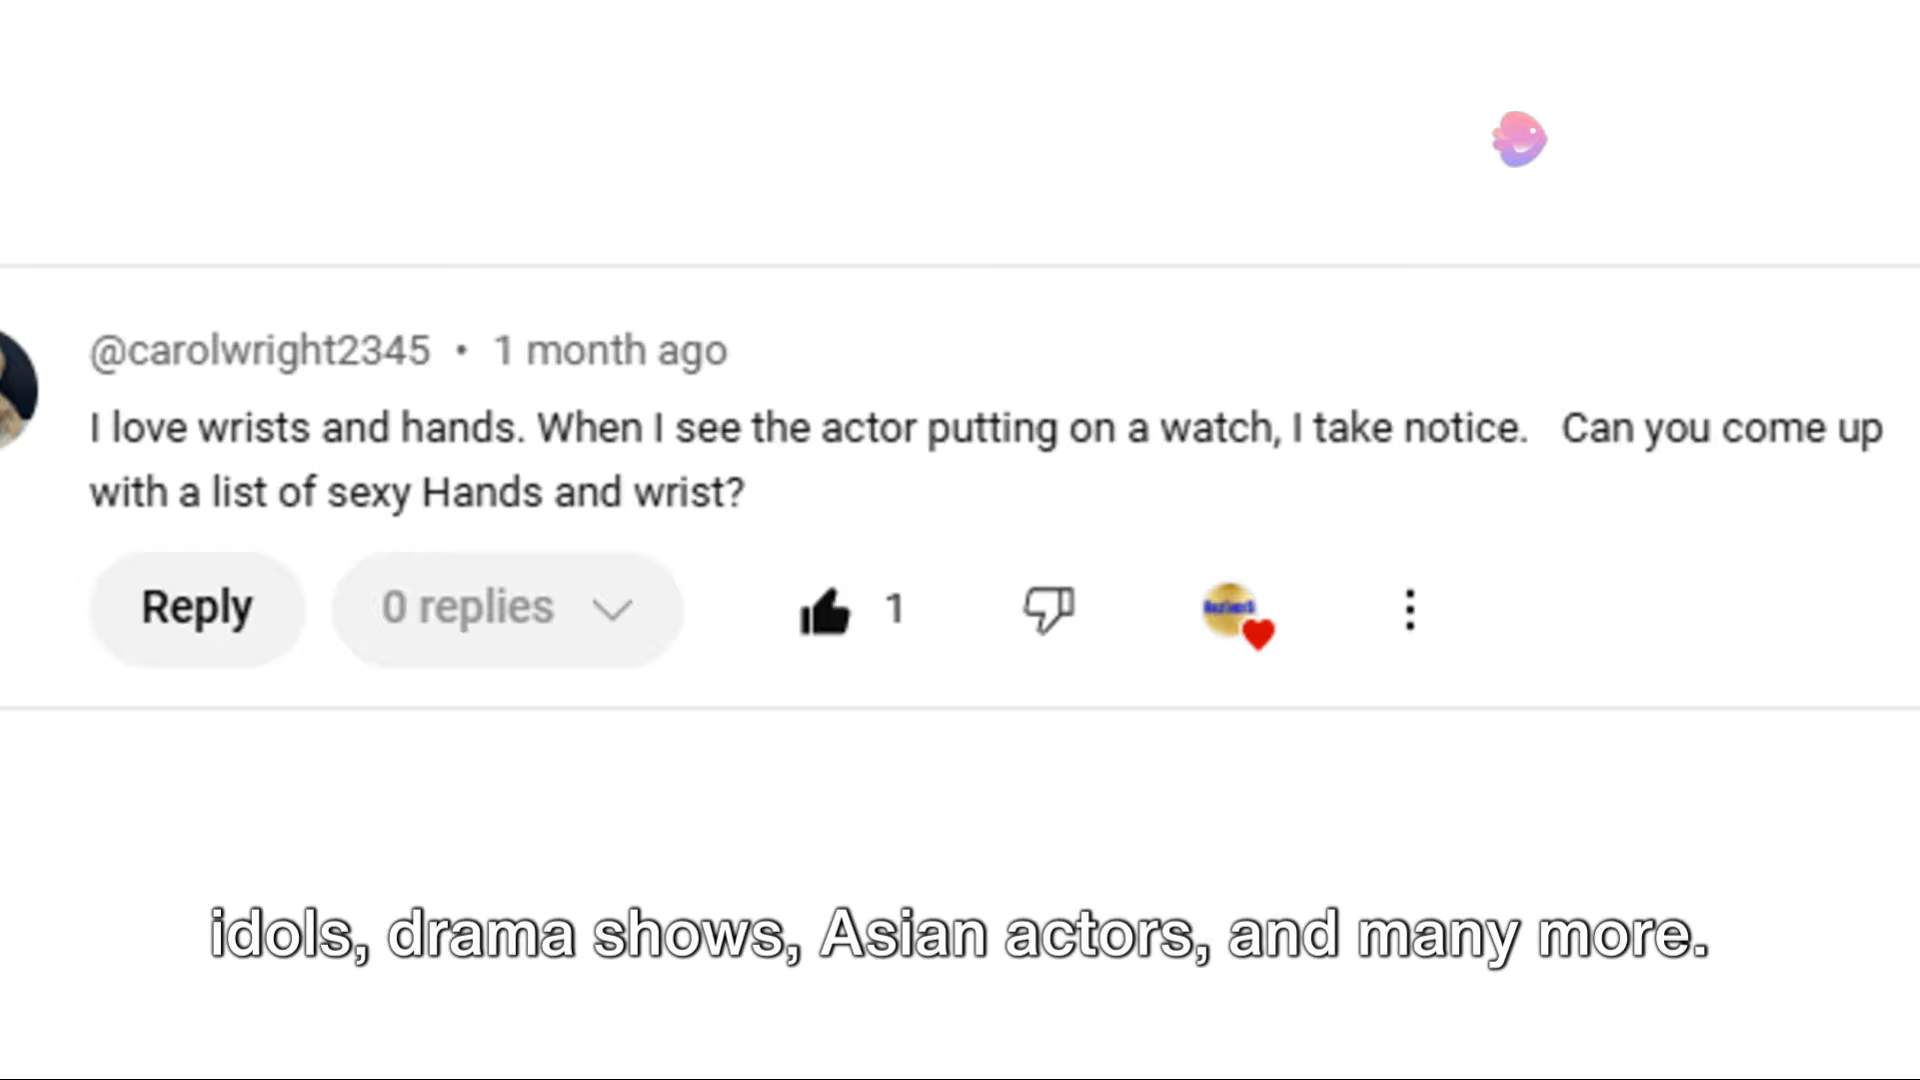 @carolwright2345 • 1 month ago
I love wrists and hands. When I see the actor putting on a watch, I take notice.   Can you come up
with a list of sexy Hands and wrist?
Reply 0 replies 1
idols, drama shows, Asian actors, and many more.